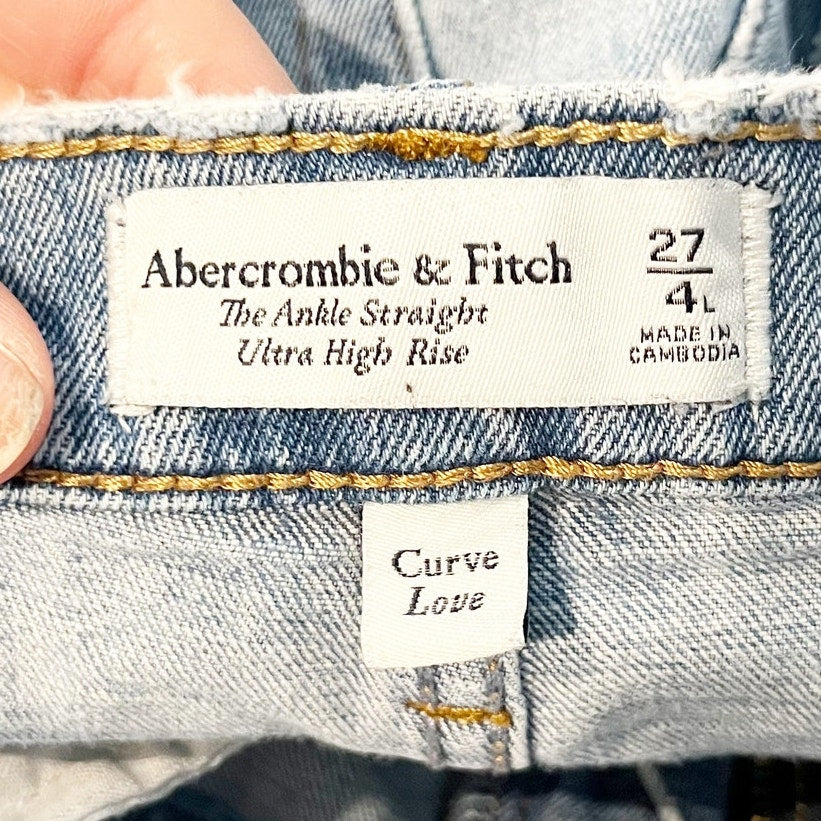 Abercrombie & Fitch
The Ankle Straight
Ultra High Rise
27
4L
MADE IN
CAMBODIA
Curve
Love